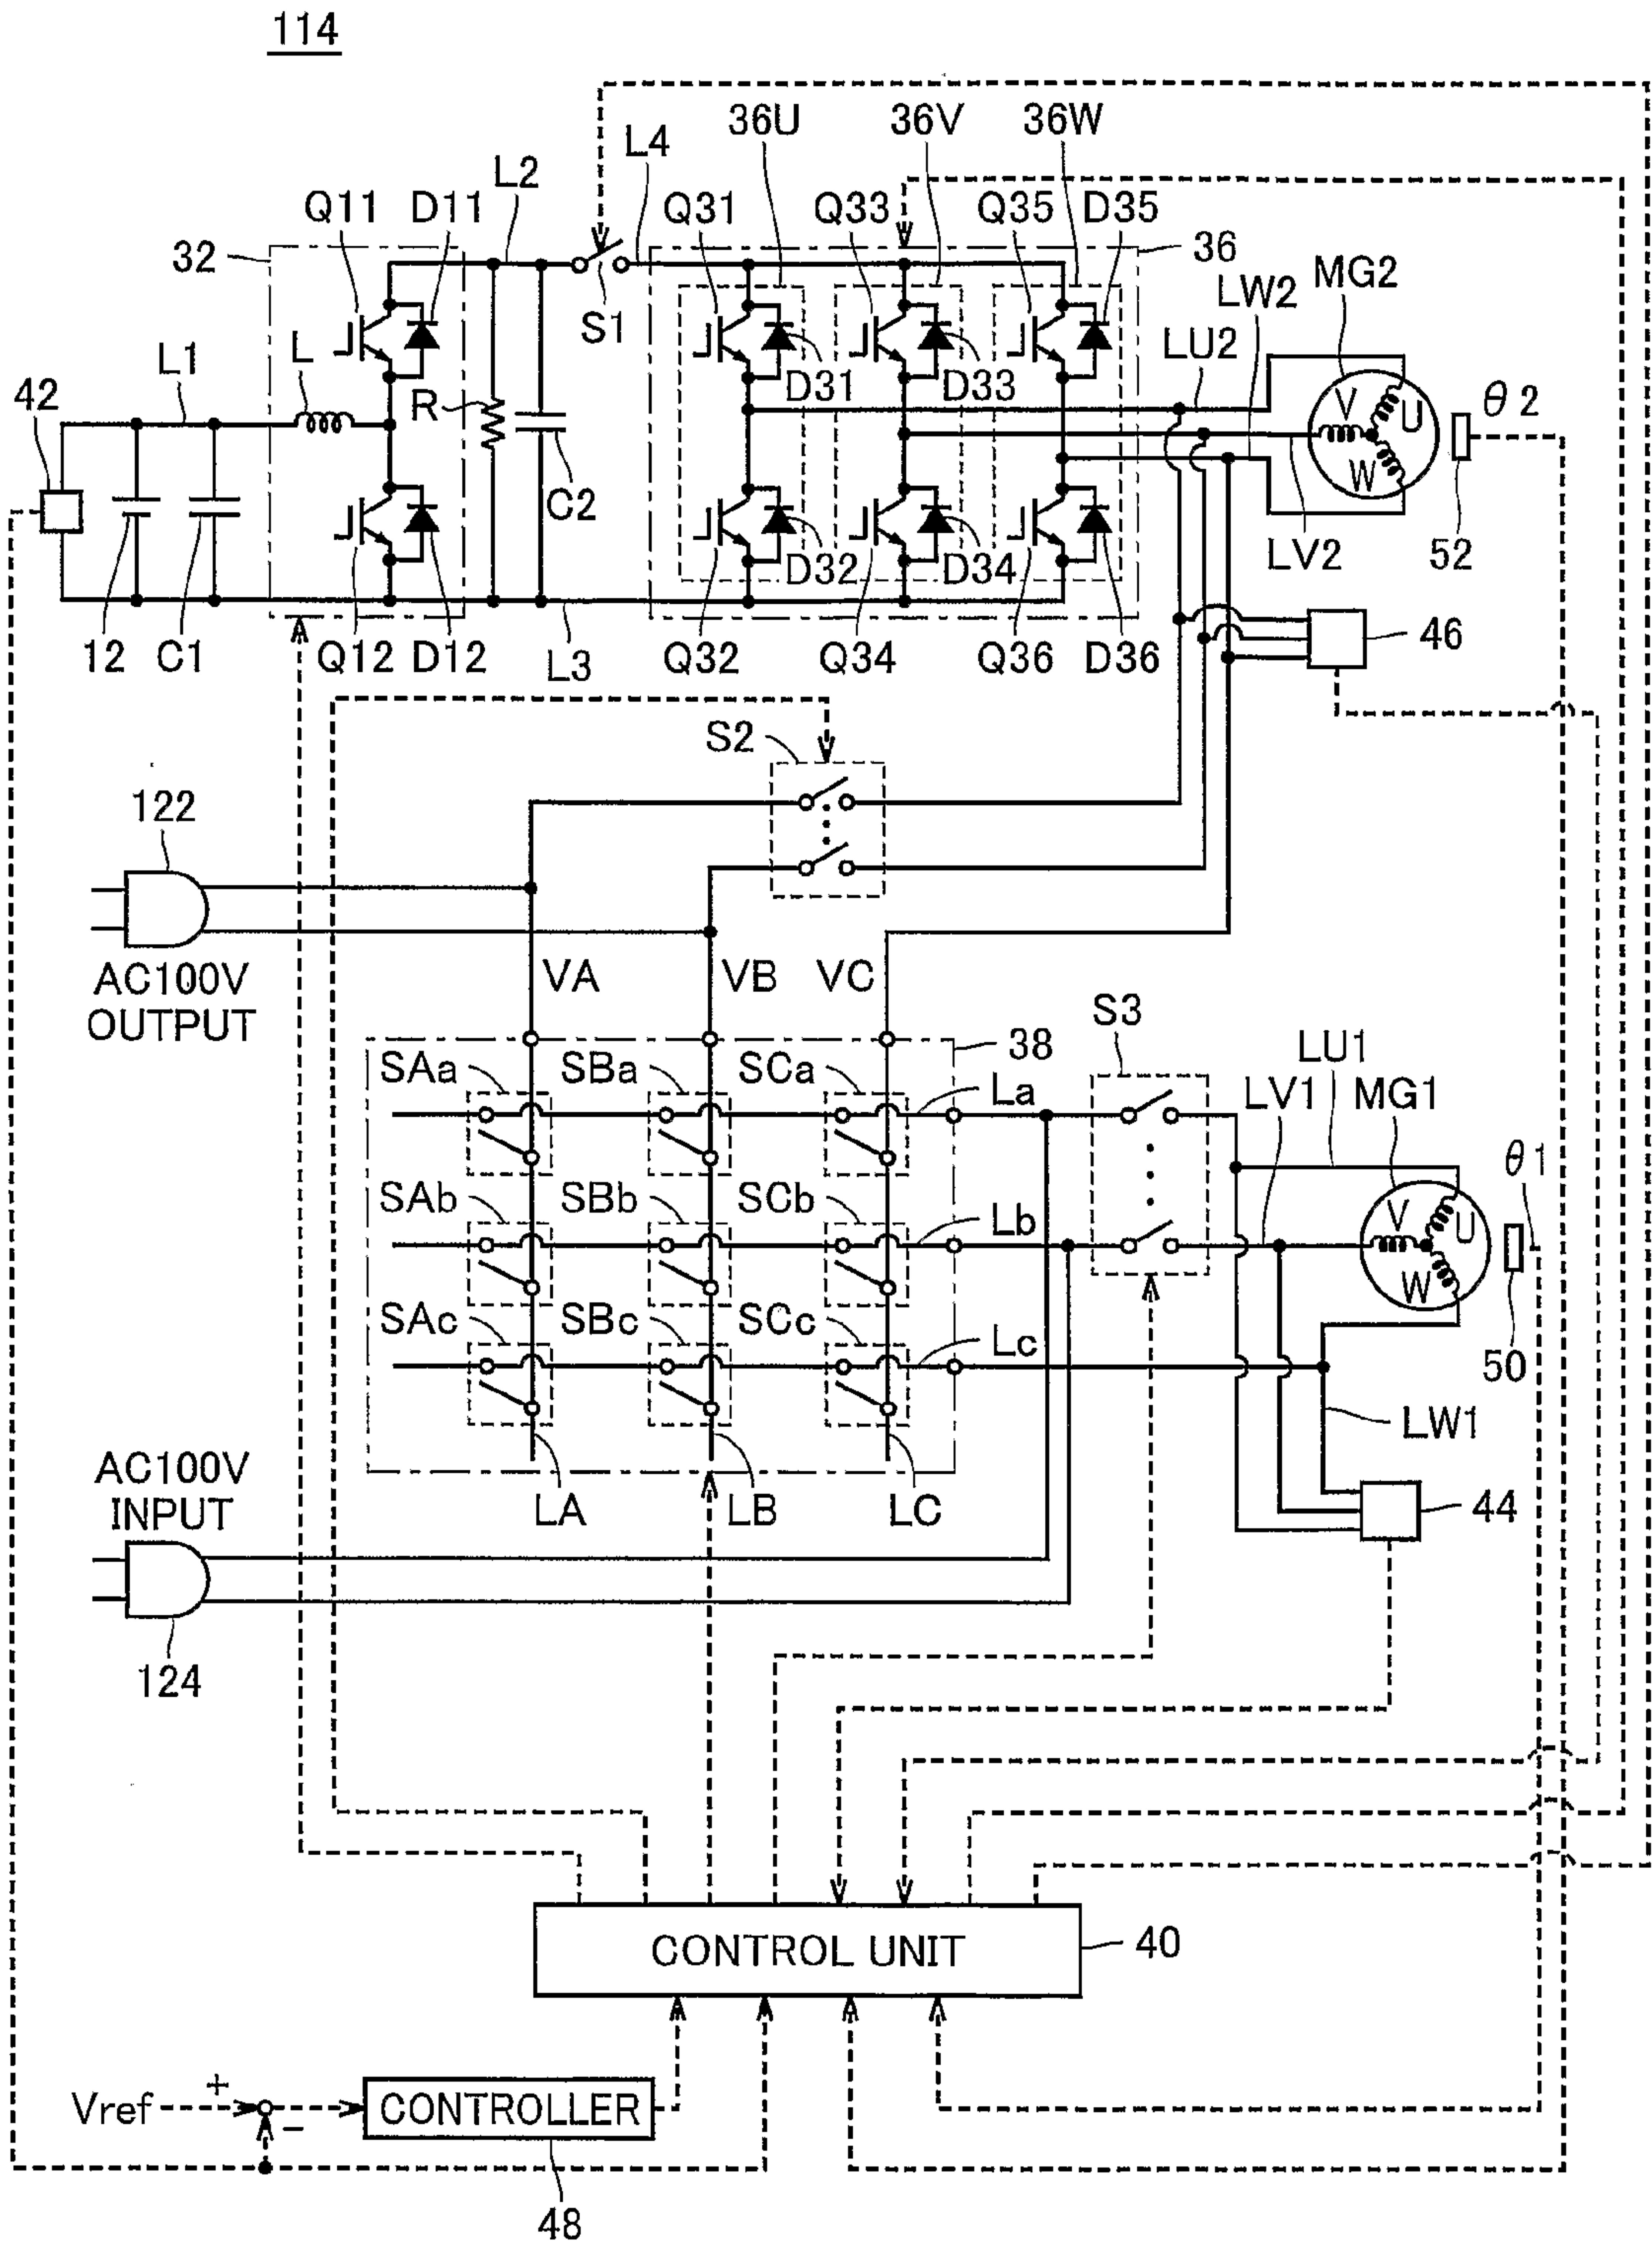 114
36U 36V 36W
L2 L4
Q11 D11 Q31 Q33 Q35 D35
32 36 MG2
S1 LW2
L1 L LU2
42 R D31 D33 θ2
V U W
C2
D32 D34 LV2 52
12 C1 Q12 D12 L3 Q32 Q34 Q36 D36 46
S2
122
AC100V
OUTPUT
VA VB VC
S3
38 LU1
SAa SBa SCa La LV1 MG1
θ1
SAb SBb SCb Lb
V U W
SAc SBc SCc Lc 50
LW1
AC100V
INPUT
LA LB LC 44
124
CONTROL UNIT 40
Vref + − CONTROLLER
48